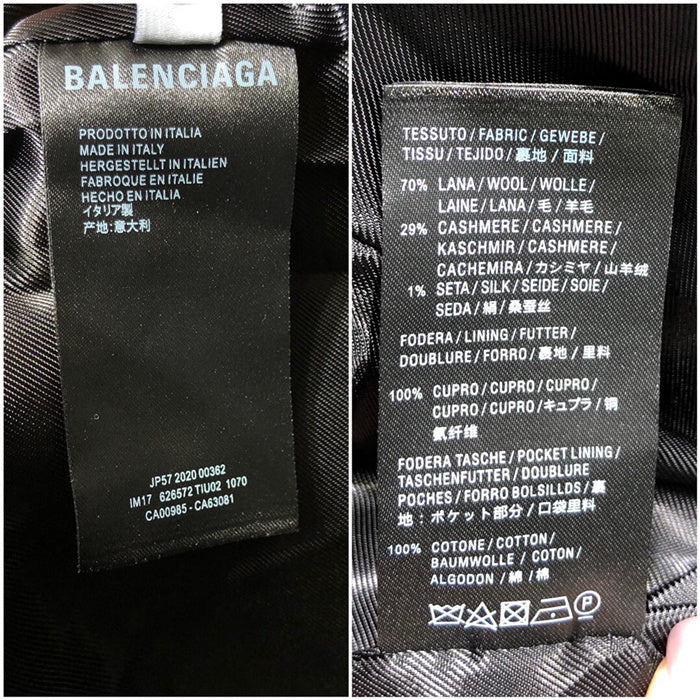 BALENCIAGA
PRODOTTO IN ITALIA
MADE IN ITALY
HERGESTELLT IN ITALIEN
FABROQUE EN ITALIE
HECHO EN ITALIA
イタリア製
产地:意大利
JP57 2020 00362
IM17 626572 TIU02 1070
CA00985 - CA63081
TESSUTO / FABRIC / GEWEBE /
TISSU / TEJIDO / 裏地 / 面料
70% LANA / WOOL / WOLLE /
LAINE / LANA / 毛 / 羊毛
29% CASHMERE / CASHMERE /
KASCHMIR / CASHMERE /
CACHEMIRA / カシミヤ / 山羊绒
1% SETA / SILK / SEIDE / SOIE /
SEDA / 絹 / 桑蚕丝
FODERA / LINING / FUTTER /
DOUBLURE / FORRO / 裏地 / 里料
100% CUPRO / CUPRO / CUPRO /
CUPRO / CUPRO / キュプラ / 铜
氨纤维
FODERA TASCHE / POCKET LINING /
TASCHENFUTTER / DOUBLURE
POCHES / FORRO BOLSILLDS / 裏
地 : ポケット部分 / 口袋里料
100% COTONE / COTTON /
BAUMWOLLE / COTON /
ALGODON / 綿 / 棉
P